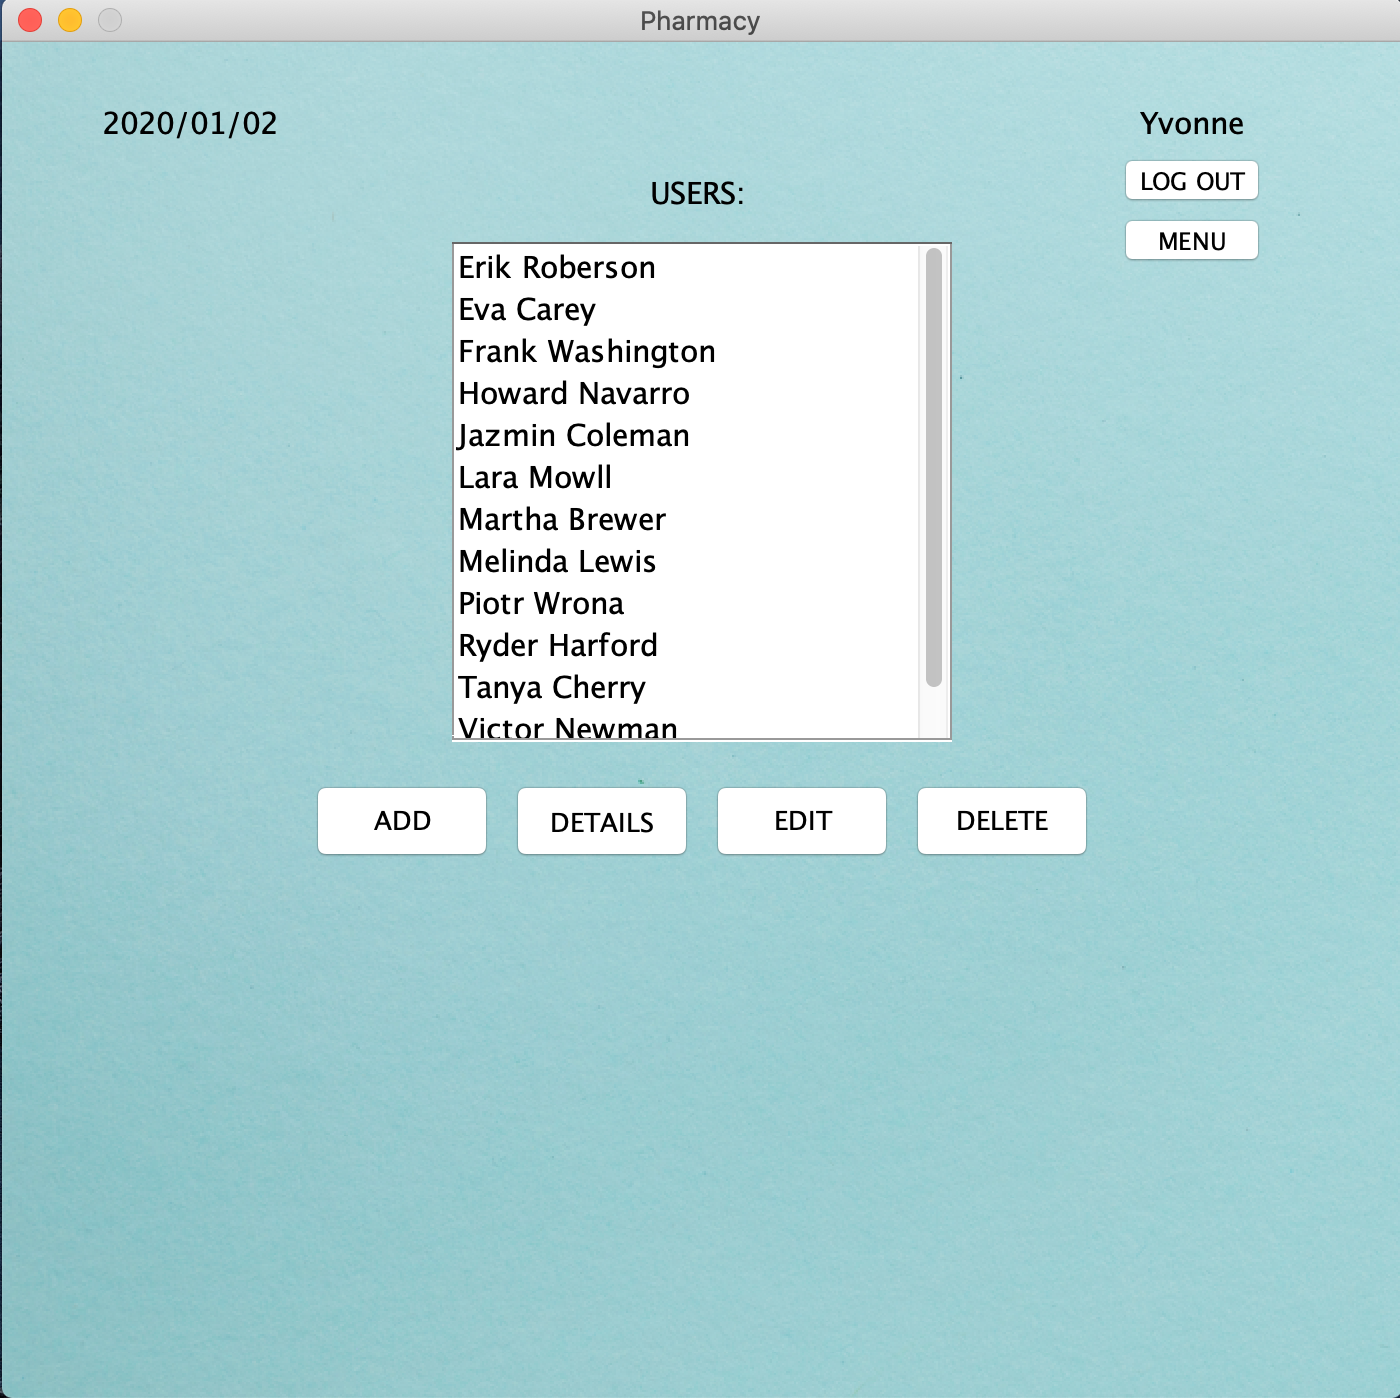 Pharmacy
2020/01/02
Yvonne
LOG OUT
MENU
USERS:
Erik Roberson
Eva Carey
Frank Washington
Howard Navarro
Jazmin Coleman
Lara Mowll
Martha Brewer
Melinda Lewis
Piotr Wrona
Ryder Harford
Tanya Cherry
Victor Newman
ADD DETAILS EDIT DELETE